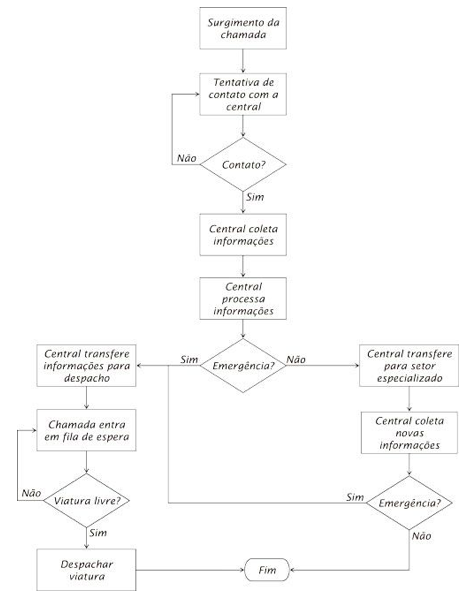 Surgimento da
chamada
Tentativa de
contato com a
central
Não
Contato?
Sim
Central coleta
informações
Central
processa
informações
Sim
Emergência?
Não
Central transfere
informações para
despacho
Central transfere
para setor
especializado
Chamada entra
em fila de espera
Central coleta
novas
informações
Não
Viatura livre?
Sim
Sim
Emergência?
Não
Despachar
viatura
Fim